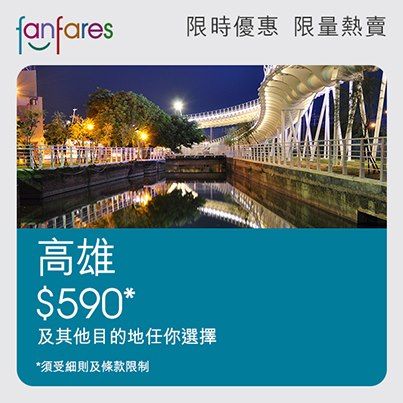 fanfares
限時優惠 限量熱賣
高雄
$590*
及其他目的地任你選擇
*須受細則及條款限制